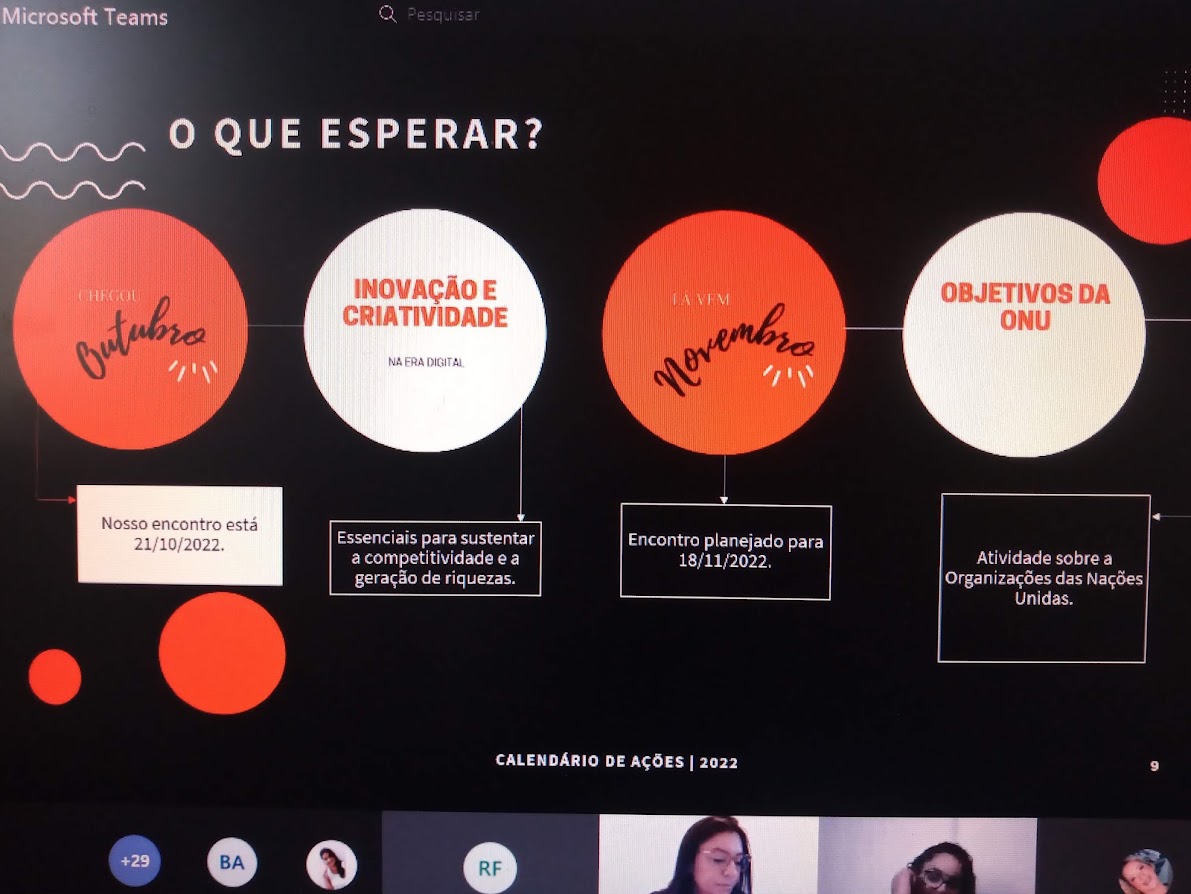 Microsoft Teams
Pesquisar
O QUE ESPERAR?
CHEGOU
Outubro
INOVAÇÃO E
CRIATIVIDADE
NA ERA DIGITAL
LÁ VEM
Novembro
OBJETIVOS DA
ONU
Nosso encontro está
21/10/2022.
Essenciais para sustentar
a competitividade e a
geração de riquezas.
Encontro planejado para
18/11/2022.
Atividade sobre a
Organizações das Nações
Unidas.
CALENDÁRIO DE AÇÕES | 2022
9
+29
BA
RF